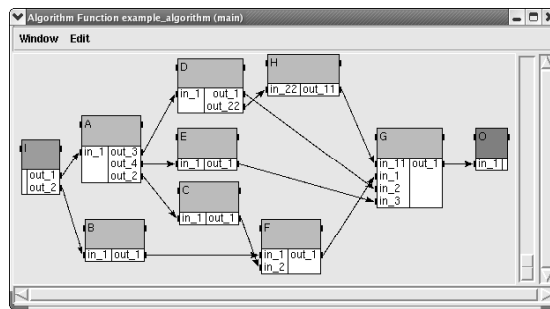 Algorithm Function example_algorithm (main)
Window Edit
D
in_1 out_1
out_22
H
in_22 out_11
I
out_1
out_2
A
in_1 out_3
out_4
out_2
E
in_1 out_1
C
in_1 out_1
B
in_1 out_1
F
in_1 out_1
in_2
G
in_11 out_1
in_1
in_2
in_3
O
in_1